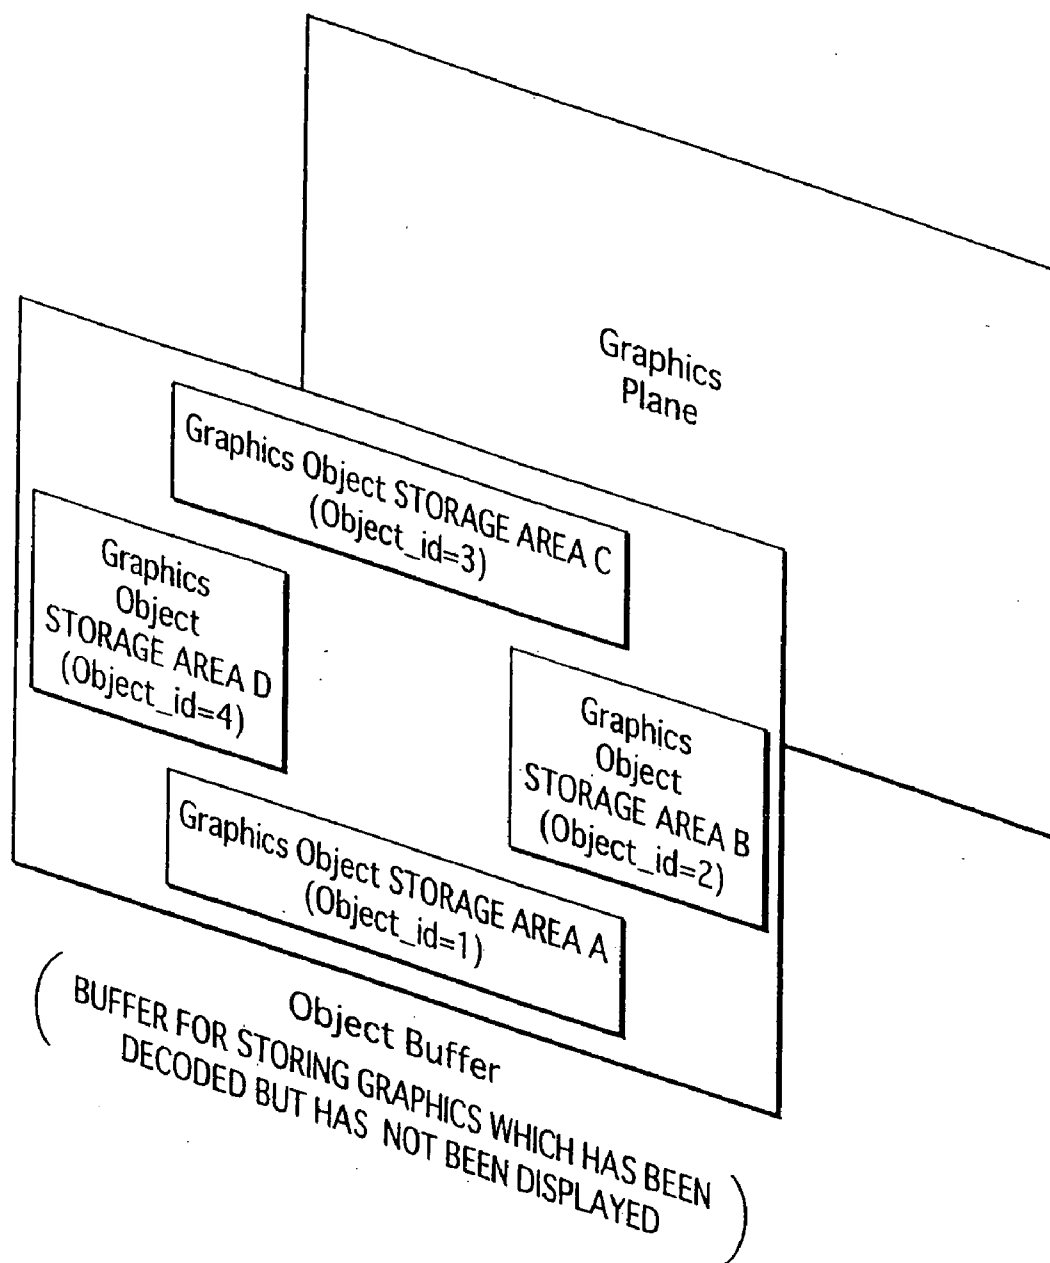 Graphics
Plane
Graphics Object STORAGE AREA C
(Object_id=3)
Graphics
Object
STORAGE AREA D
(Object_id=4)
Graphics
Object
STORAGE AREA B
(Object_id=2)
Graphics Object STORAGE AREA A
(Object_id=1)
Object Buffer
(BUFFER FOR STORING GRAPHICS WHICH HAS BEEN
DECODED BUT HAS NOT BEEN DISPLAYED)